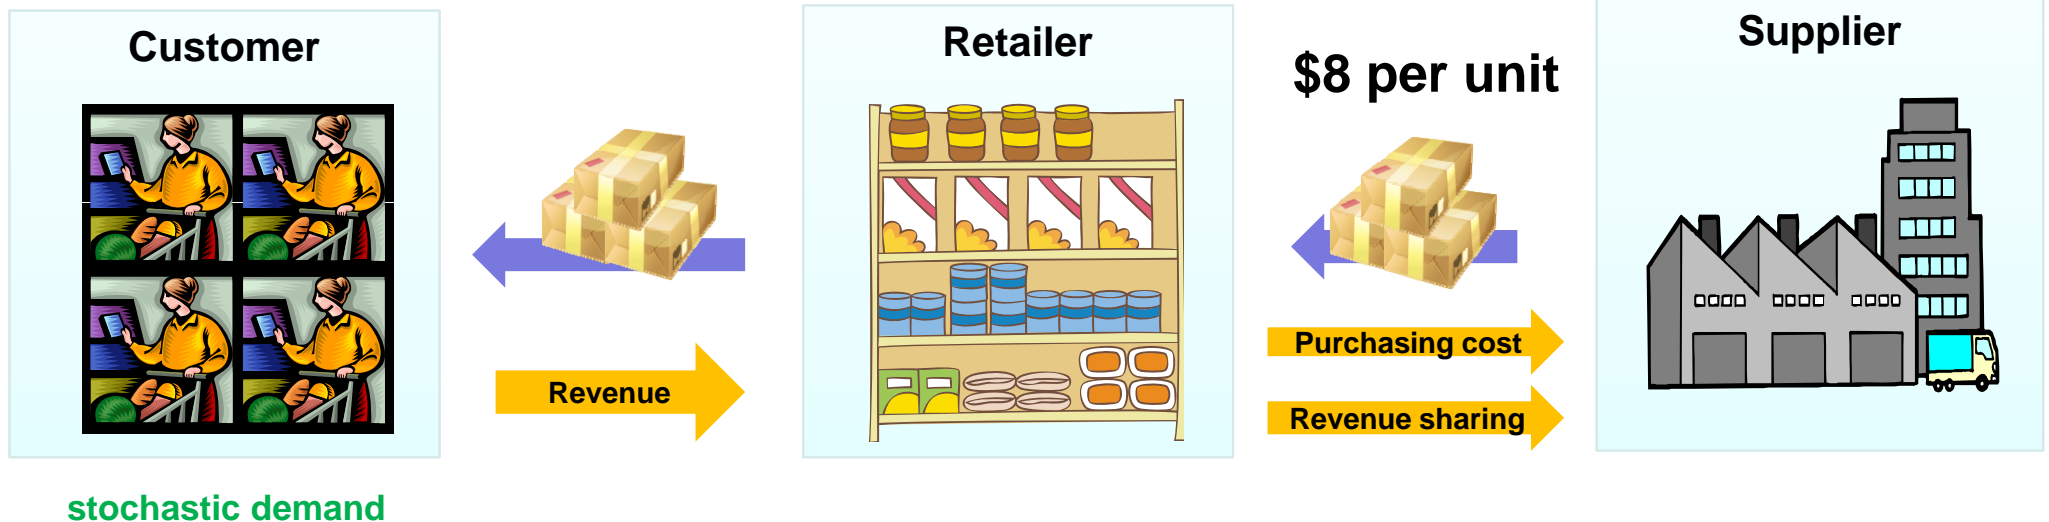 Customer
Retailer
$8 per unit
Supplier
Revenue
Purchasing cost
Revenue sharing
stochastic demand